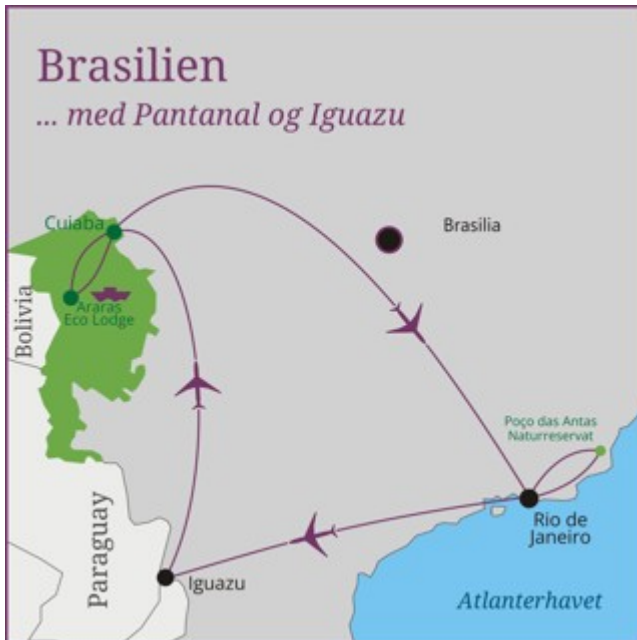 Brasilien
... med Pantanal og Iguazu
Cuiaba
Brasilia
Araras
Eco Lodge
Bolivia
Poço das Antas
Naturreservat
Rio de
Janeiro
Paraguay
Iguazu
Atlanterhavet